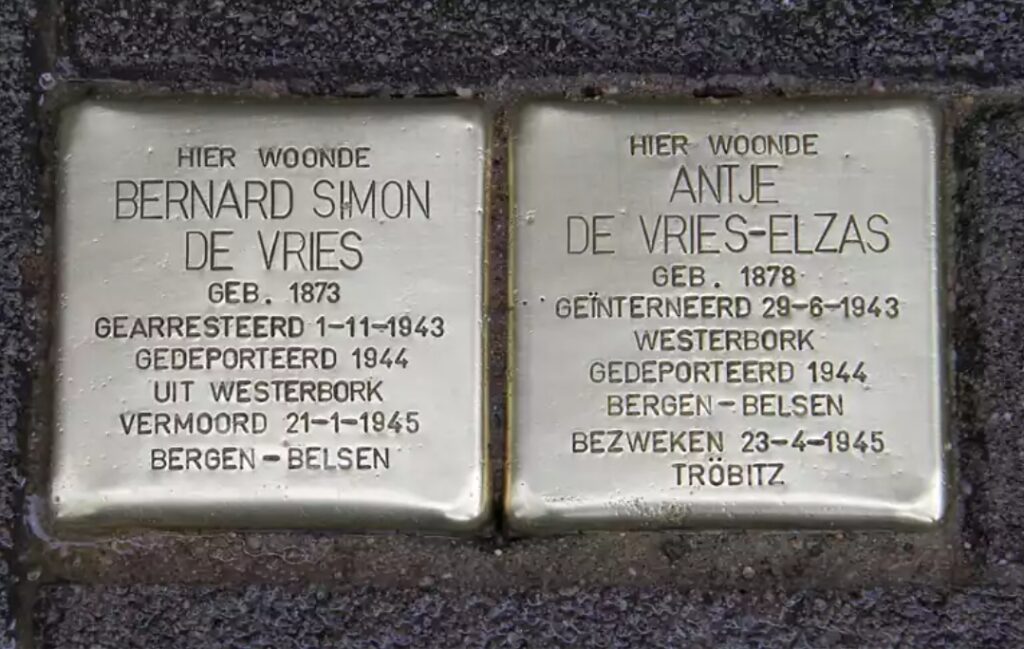 HIER WOONDE
BERNARD SIMON
DE VRIES
GEB. 1873
GEARRESTEERD 1-11-1943
GEDEPORTEERD 1944
UIT WESTERBORK
VERMOORD 21-1-1945
BERGEN-BELSEN
HIER WOONDE
ANTJE
DE VRIES-ELZAS
GEB. 1878
GEÏNTERNEERD 29-6-1943
WESTERBORK
GEDEPORTEERD 1944
BERGEN-BELSEN
BEZWEKEN 23-4-1945
TRÖBITZ